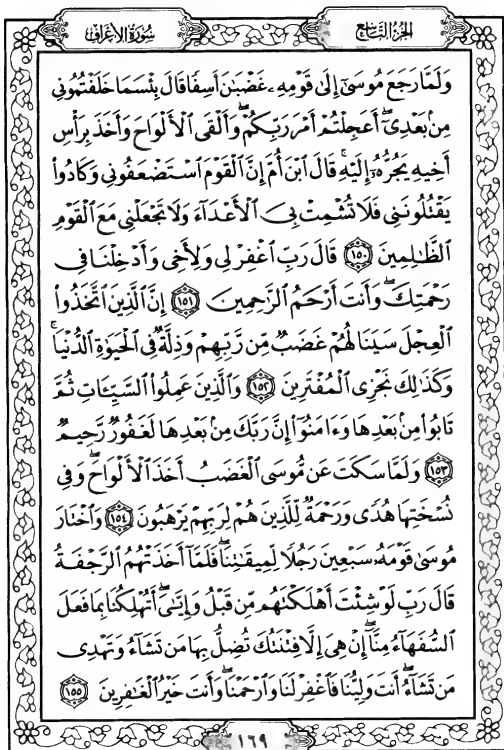 الجزء التاسع
سورة الأعراف
وَلَمَّا رَجَعَ مُوسَىٰٓ إِلَىٰ قَوْمِهِۦ غَضْبَٰنَ أَسِفًا قَالَ بِئْسَمَا خَلَفْتُمُونِي
مِنۢ بَعْدِيٓۖ أَعَجِلْتُمْ أَمْرَ رَبِّكُمْۖ وَأَلْقَى ٱلْأَلْوَاحَ وَأَخَذَ بِرَأْسِ
أَخِيهِ يَجُرُّهُۥٓ إِلَيْهِۚ قَالَ ٱبْنَ أُمَّ إِنَّ ٱلْقَوْمَ ٱسْتَضْعَفُونِي وَكَادُوا۟
يَقْتُلُونَنِي فَلَا تُشْمِتْ بِيَ ٱلْأَعْدَآءَ وَلَا تَجْعَلْنِي مَعَ ٱلْقَوْمِ
ٱلظَّٰلِمِينَ ١٥٠ قَالَ رَبِّ ٱغْفِرْ لِي وَلِأَخِي وَأَدْخِلْنَا فِي
رَحْمَتِكَۖ وَأَنتَ أَرْحَمُ ٱلرَّٰحِمِينَ ١٥١ إِنَّ ٱلَّذِينَ ٱتَّخَذُوا۟
ٱلْعِجْلَ سَيَنَالُهُمْ غَضَبٌ مِّن رَّبِّهِمْ وَذِلَّةٌ فِي ٱلْحَيَوٰةِ ٱلدُّنْيَاۚ
وَكَذَٰلِكَ نَجْزِي ٱلْمُفْتَرِينَ ١٥٢ وَٱلَّذِينَ عَمِلُوا۟ ٱلسَّيِّـَٔاتِ ثُمَّ
تَابُوا۟ مِنۢ بَعْدِهَا وَءَامَنُوٓا۟ إِنَّ رَبَّكَ مِنۢ بَعْدِهَا لَغَفُورٌ رَّحِيمٌ
١٥٣ وَلَمَّا سَكَتَ عَن مُّوسَى ٱلْغَضَبُ أَخَذَ ٱلْأَلْوَاحَۖ وَفِي
نُسْخَتِهَا هُدًى وَرَحْمَةٌ لِّلَّذِينَ هُمْ لِرَبِّهِمْ يَرْهَبُونَ ١٥٤ وَٱخْتَارَ
مُوسَىٰ قَوْمَهُۥ سَبْعِينَ رَجُلًا لِّمِيقَٰتِنَاۖ فَلَمَّآ أَخَذَتْهُمُ ٱلرَّجْفَةُ
قَالَ رَبِّ لَوْ شِئْتَ أَهْلَكْتَهُم مِّن قَبْلُ وَإِيَّٰيَۖ أَتُهْلِكُنَا بِمَا فَعَلَ
ٱلسُّفَهَآءُ مِنَّآۖ إِنْ هِيَ إِلَّا فِتْنَتُكَ تُضِلُّ بِهَا مَن تَشَآءُ وَتَهْدِي
مَن تَشَآءُۖ أَنتَ وَلِيُّنَا فَٱغْفِرْ لَنَا وَٱرْحَمْنَاۖ وَأَنتَ خَيْرُ ٱلْغَٰفِرِينَ ١٥٥
١٦٩